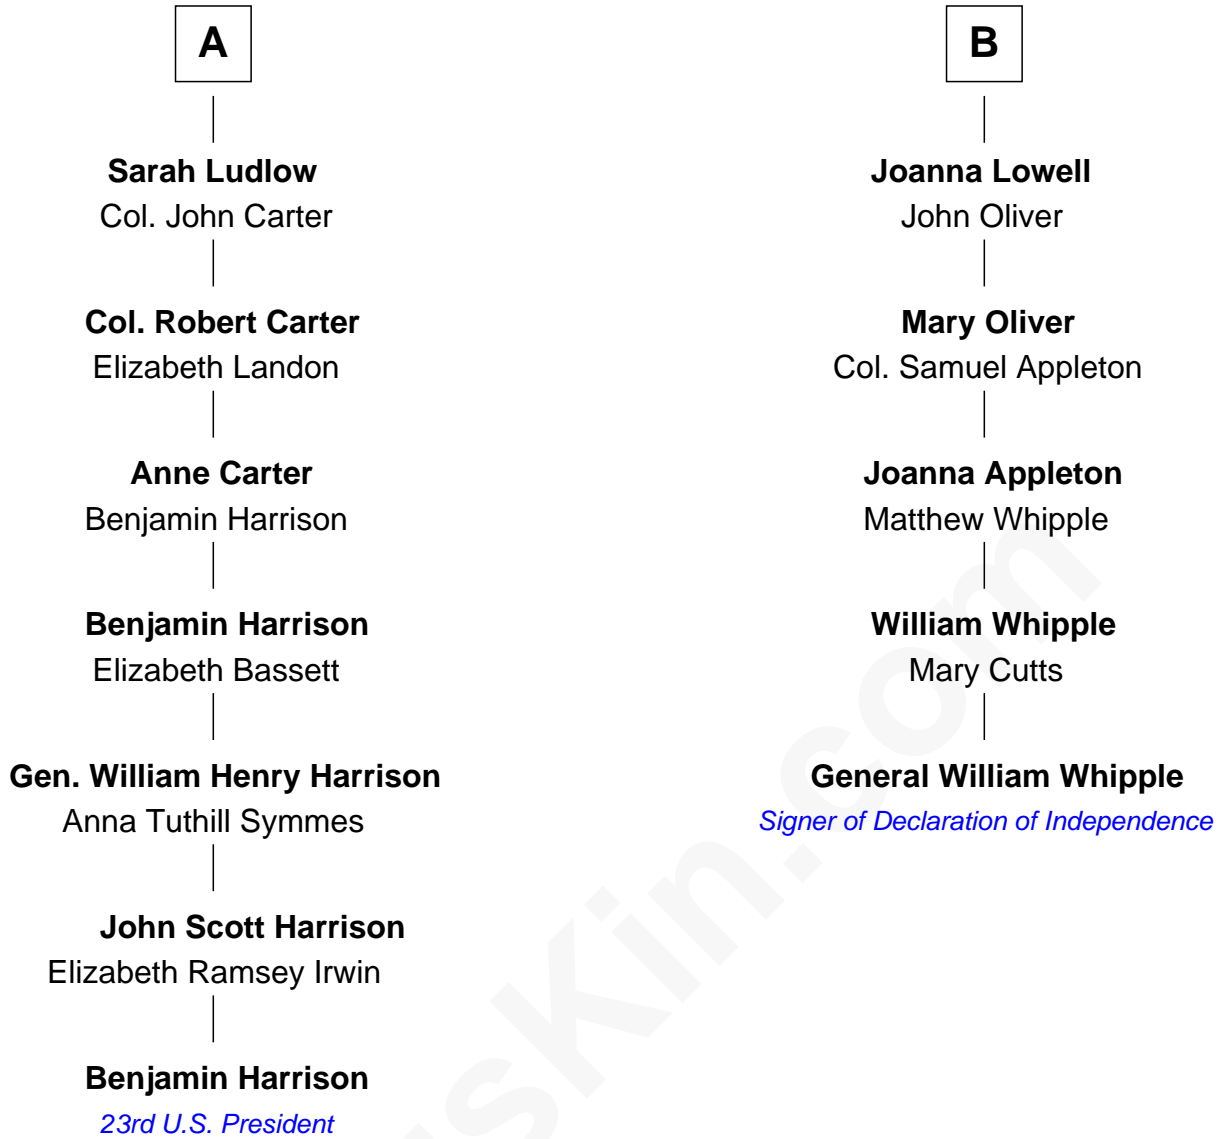 A
Sarah Ludlow
Col. John Carter
Col. Robert Carter
Elizabeth Landon
Anne Carter
Benjamin Harrison
Benjamin Harrison
Elizabeth Bassett
Gen. William Henry Harrison
Anna Tuthill Symmes
John Scott Harrison
Elizabeth Ramsey Irwin
Benjamin Harrison
23rd U.S. President
B
Joanna Lowell
John Oliver
Mary Oliver
Col. Samuel Appleton
Joanna Appleton
Matthew Whipple
William Whipple
Mary Cutts
General William Whipple
Signer of Declaration of Independence
sKin.com